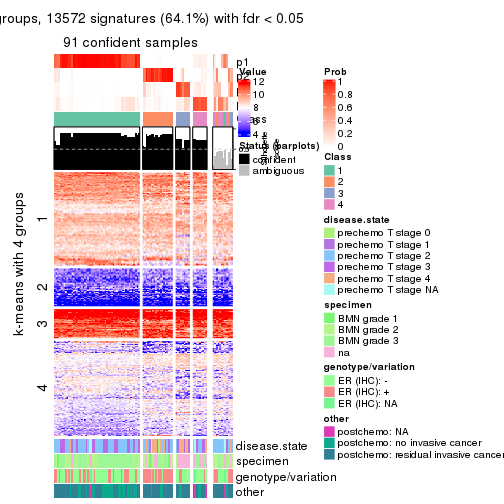 groups, 13572 signatures (64.1%) with fdr < 0.05
91 confident samples
p1
p2
Value
12
10
8
6
4
Status (barplots)
confident
ambiguous
Prob
1
0.8
0.6
0.4
0.2
0
Class
1
2
3
4
disease.state
prechemo T stage 0
prechemo T stage 1
prechemo T stage 2
prechemo T stage 3
prechemo T stage 4
prechemo T stage NA
specimen
BMN grade 1
BMN grade 2
BMN grade 3
na
genotype/variation
ER (IHC): -
ER (IHC): +
ER (IHC): NA
other
postchemo: NA
postchemo: no invasive cancer
postchemo: residual invasive cancer
k-means with 4 groups
1
2
3
4
disease.state
specimen
genotype/variation
other